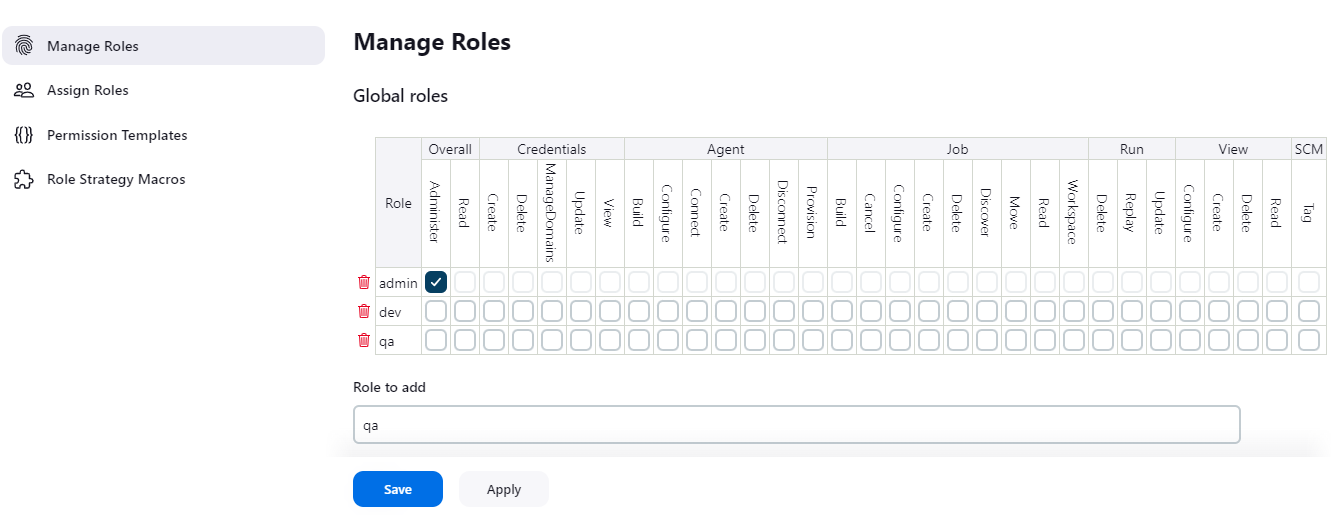 Manage Roles
Assign Roles
Permission Templates
Role Strategy Macros
Manage Roles
Global roles
Role Overall Credentials Agent Job Run View SCM
Administer Read Create Delete ManageDomains Update View Build Configure Connect Create Delete Disconnect Provision Build Cancel Configure Create Delete Discover Move Read Workspace Delete Replay Update Configure Create Delete Read Tag
admin
dev
qa
Role to add
qa
Save Apply